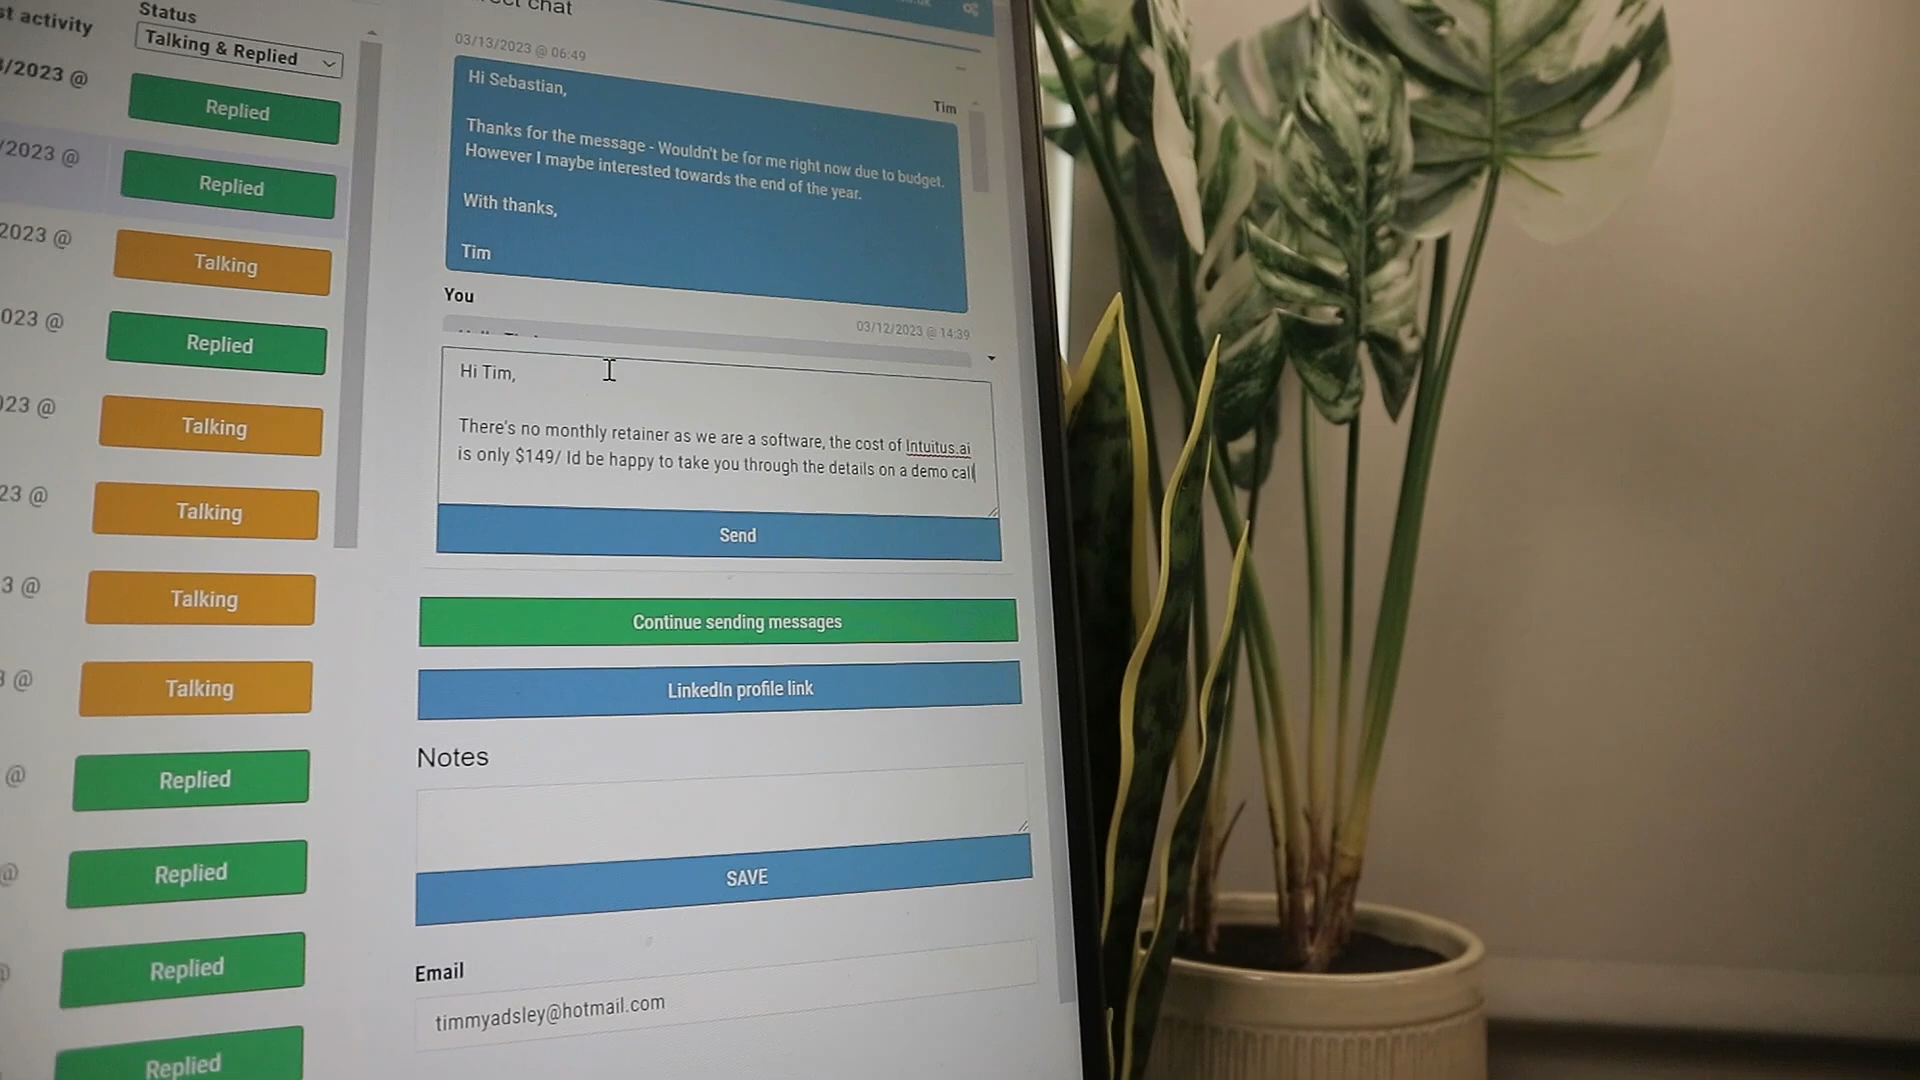 st activity
Status
Talking & Replied
3/2023 @
Replied
/2023 @
Replied
2023 @
Talking
023 @
Replied
023 @
Talking
23 @
Talking
3 @
Talking
3 @
Talking
@
Replied
@
Replied
@
Replied
Replied
ect chat
03/13/2023 @ 06:49
Tim
Hi Sebastian,
Thanks for the message - Wouldn't be for me right now due to budget.
However I maybe interested towards the end of the year.
With thanks,
Tim
You
03/12/2023 @ 14:39
Hi Tim,
There's no monthly retainer as we are a software, the cost of Intuitus.ai
is only $149/ Id be happy to take you through the details on a demo call
Send
Continue sending messages
LinkedIn profile link
Notes
SAVE
Email
timmyadsley@hotmail.com